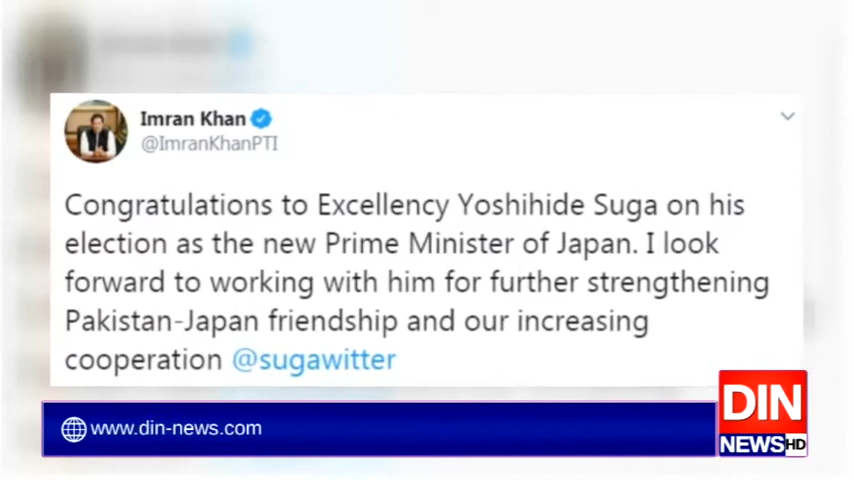 Imran Khan
@ImranKhanPTI
Congratulations to Excellency Yoshihide Suga on his
election as the new Prime Minister of Japan. I look
forward to working with him for further strengthening
Pakistan-Japan friendship and our increasing
cooperation @sugawitter
www.din-news.com
DIN
NEWS HD